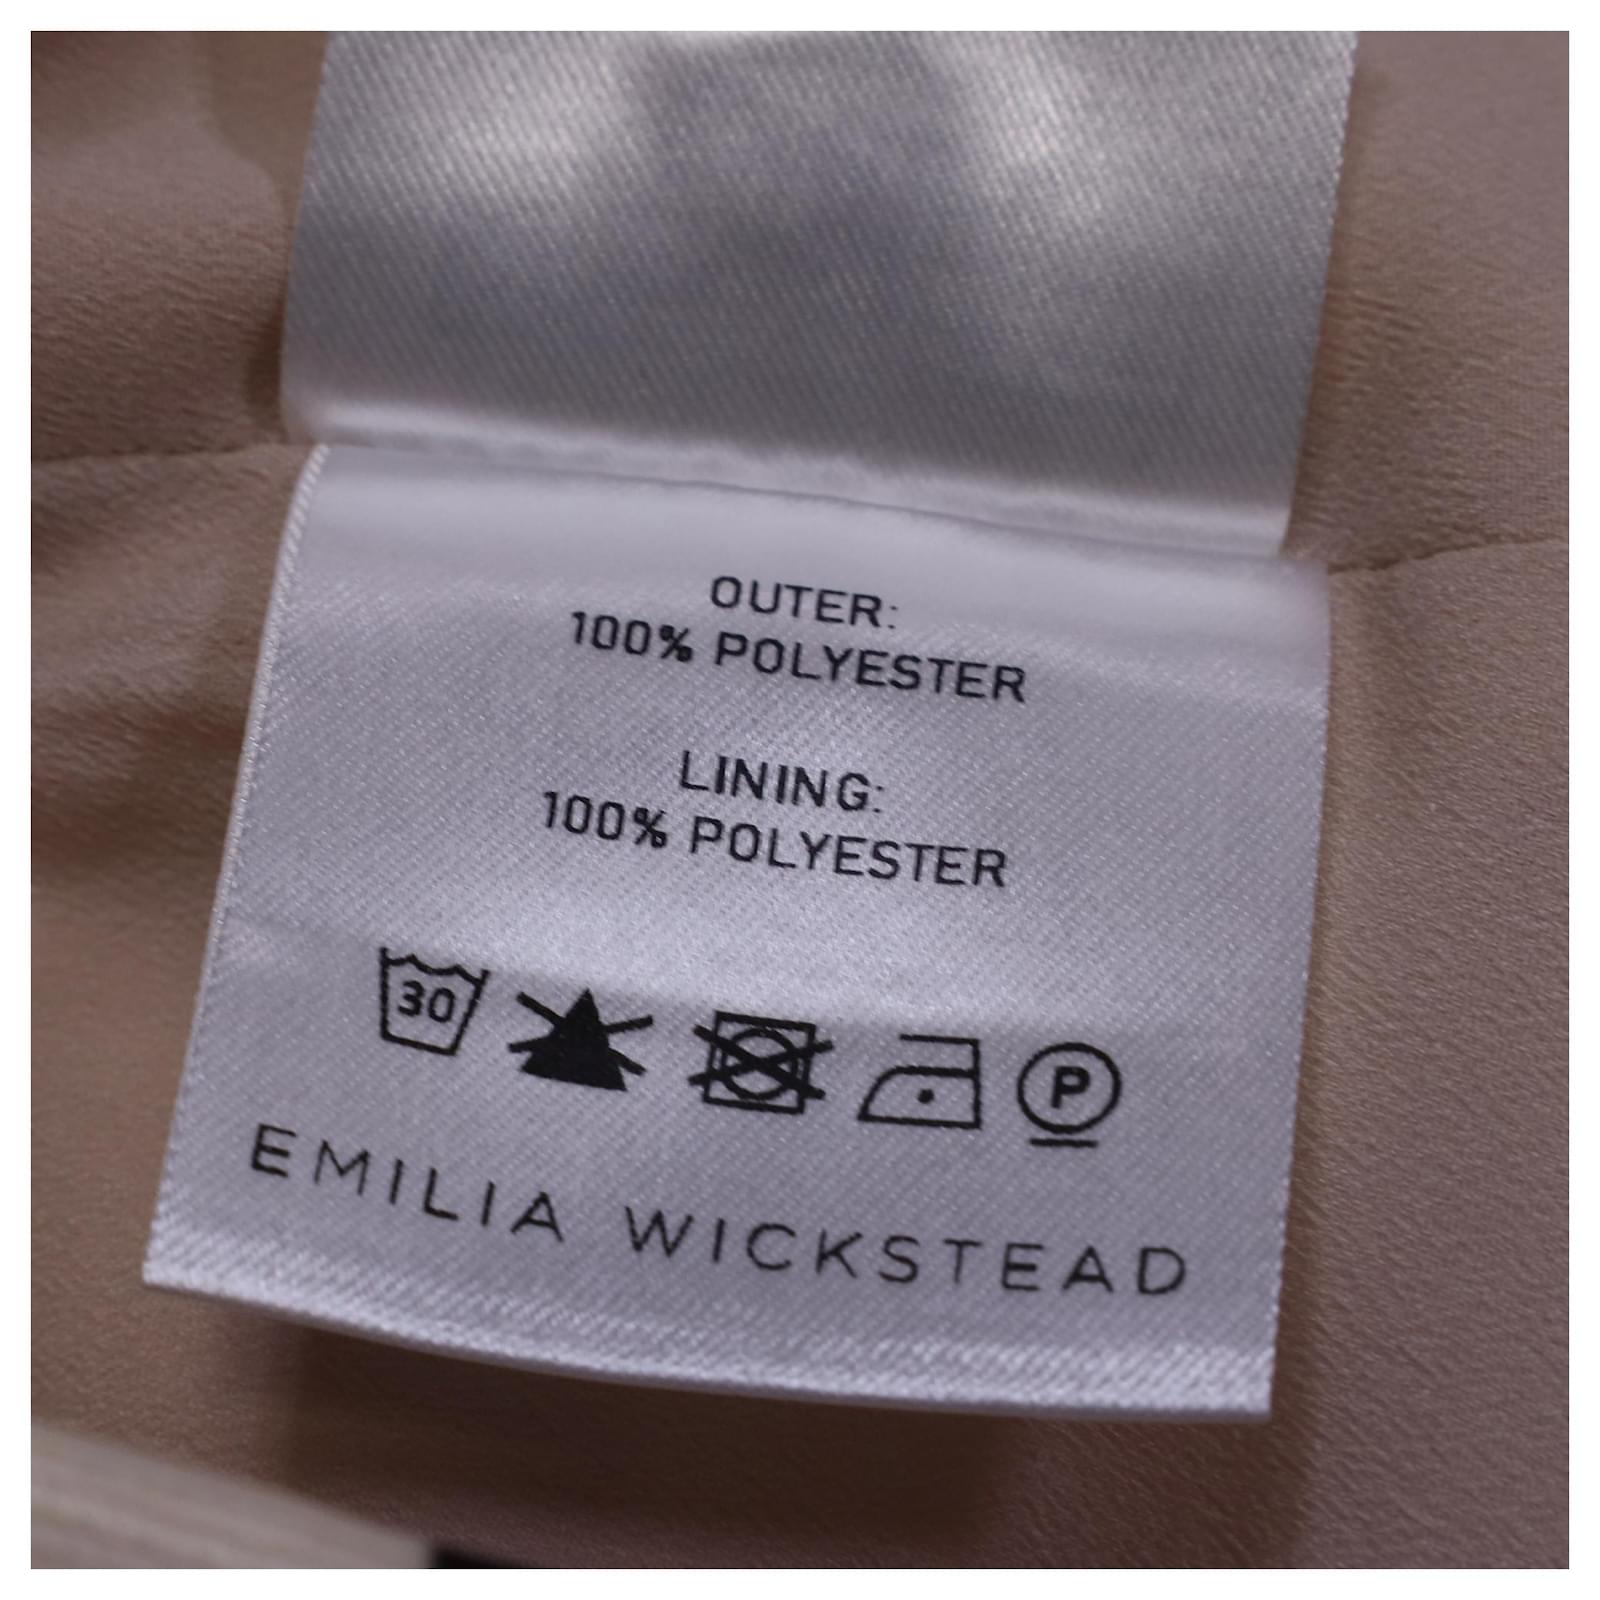 OUTER:
100% POLYESTER
LINING:
100% POLYESTER
30
P
EMILIA WICKSTEAD